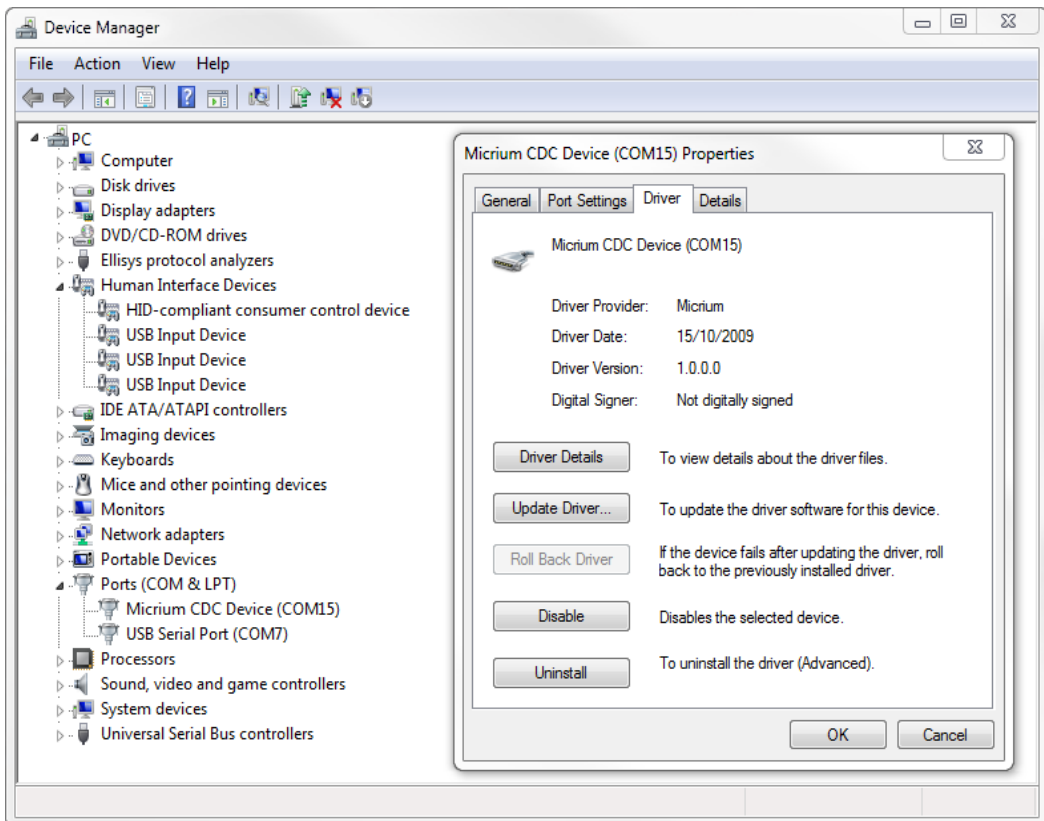 Device Manager
File Action View Help
PC
Computer
Disk drives
Display adapters
DVD/CD-ROM drives
Ellisys protocol analyzers
Human Interface Devices
HID-compliant consumer control device
USB Input Device
USB Input Device
USB Input Device
IDE ATA/ATAPI controllers
Imaging devices
Keyboards
Mice and other pointing devices
Monitors
Network adapters
Portable Devices
Ports (COM & LPT)
Micrium CDC Device (COM15)
USB Serial Port (COM7)
Processors
Sound, video and game controllers
System devices
Universal Serial Bus controllers
Micrium CDC Device (COM15) Properties
General Port Settings Driver Details
Micrium CDC Device (COM15)
Driver Provider: Micrium
Driver Date: 15/10/2009
Driver Version: 1.0.0.0
Digital Signer: Not digitally signed
Driver Details To view details about the driver files.
Update Driver... To update the driver software for this device.
Roll Back Driver If the device fails after updating the driver, roll
back to the previously installed driver.
Disable Disables the selected device.
Uninstall To uninstall the driver (Advanced).
OK Cancel